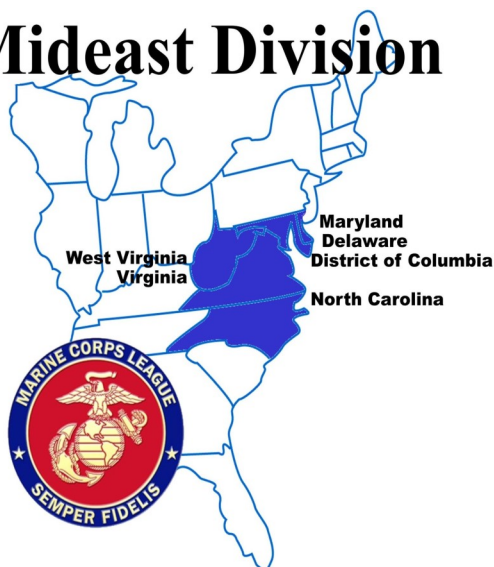 Mideast Division
Maryland
Delaware
West Virginia
District of Columbia
Virginia
North Carolina
MARINE CORPS LEAGUE
SEMPER FIDELIS